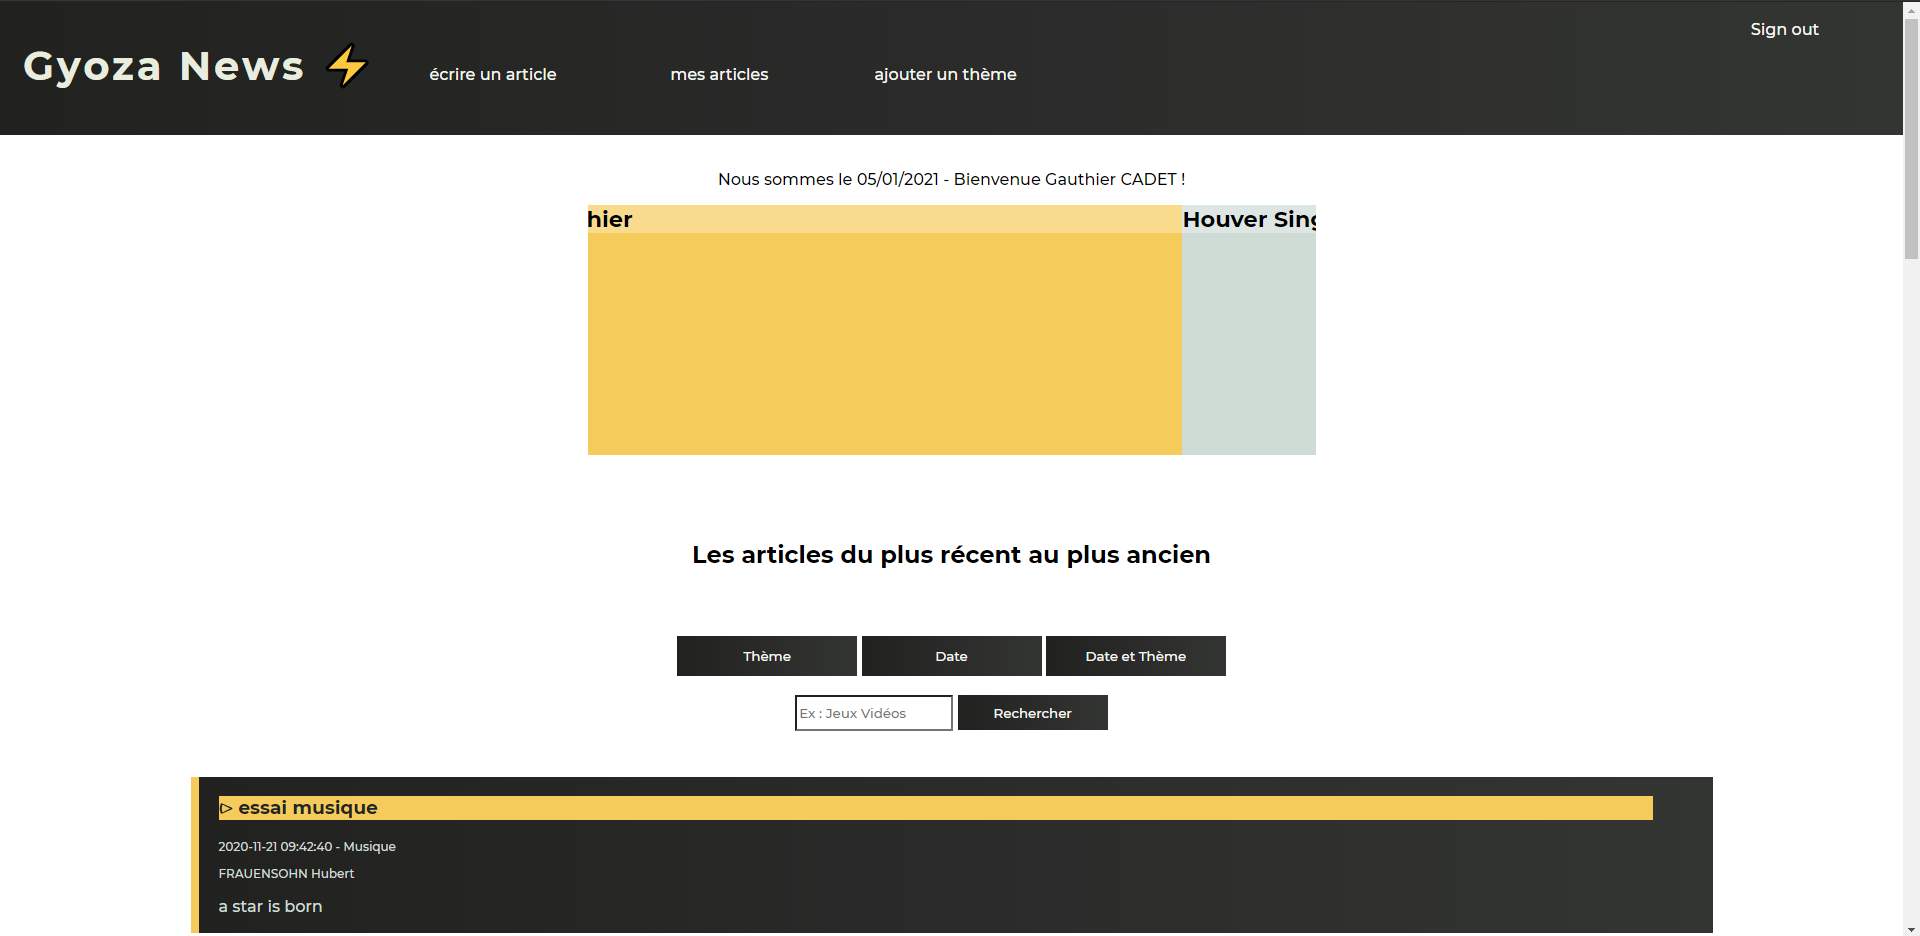 Sign out
Gyoza News
écrire un article
mes articles
ajouter un thème
Nous sommes le 05/01/2021 - Bienvenue Gauthier CADET !
hier
Houver Sing
Les articles du plus récent au plus ancien
Thème
Date
Date et Thème
Ex : Jeux Vidéos
Rechercher
essai musique
2020-11-21 09:42:40 - Musique
FRAUENSOHN Hubert
a star is born